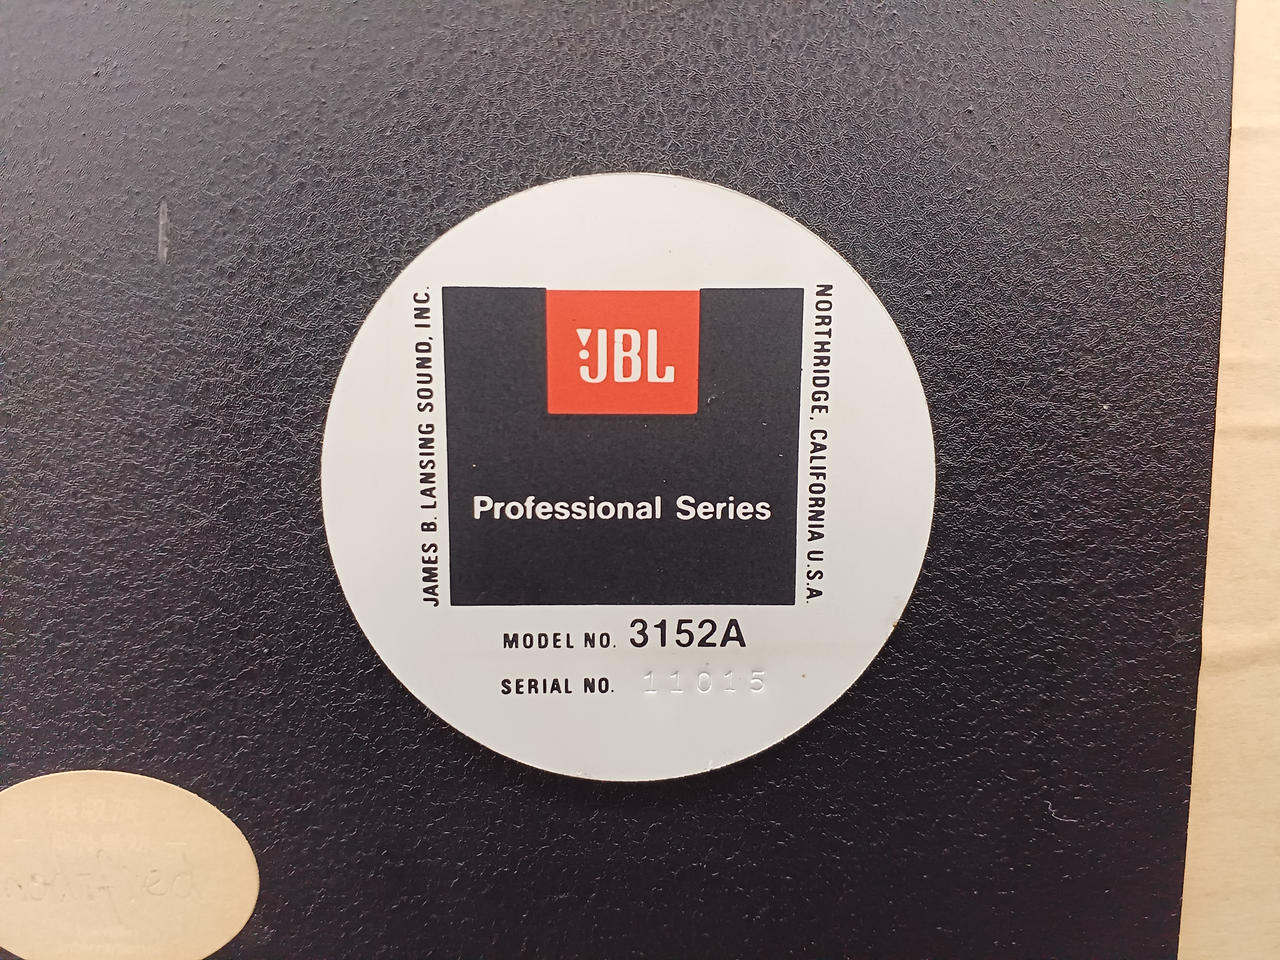 JBL
Professional Series
JAMES B. LANSING SOUND, INC.
NORTHRIDGE, CALIFORNIA U.S.A.
MODEL NO. 3152A
SERIAL NO. 11015